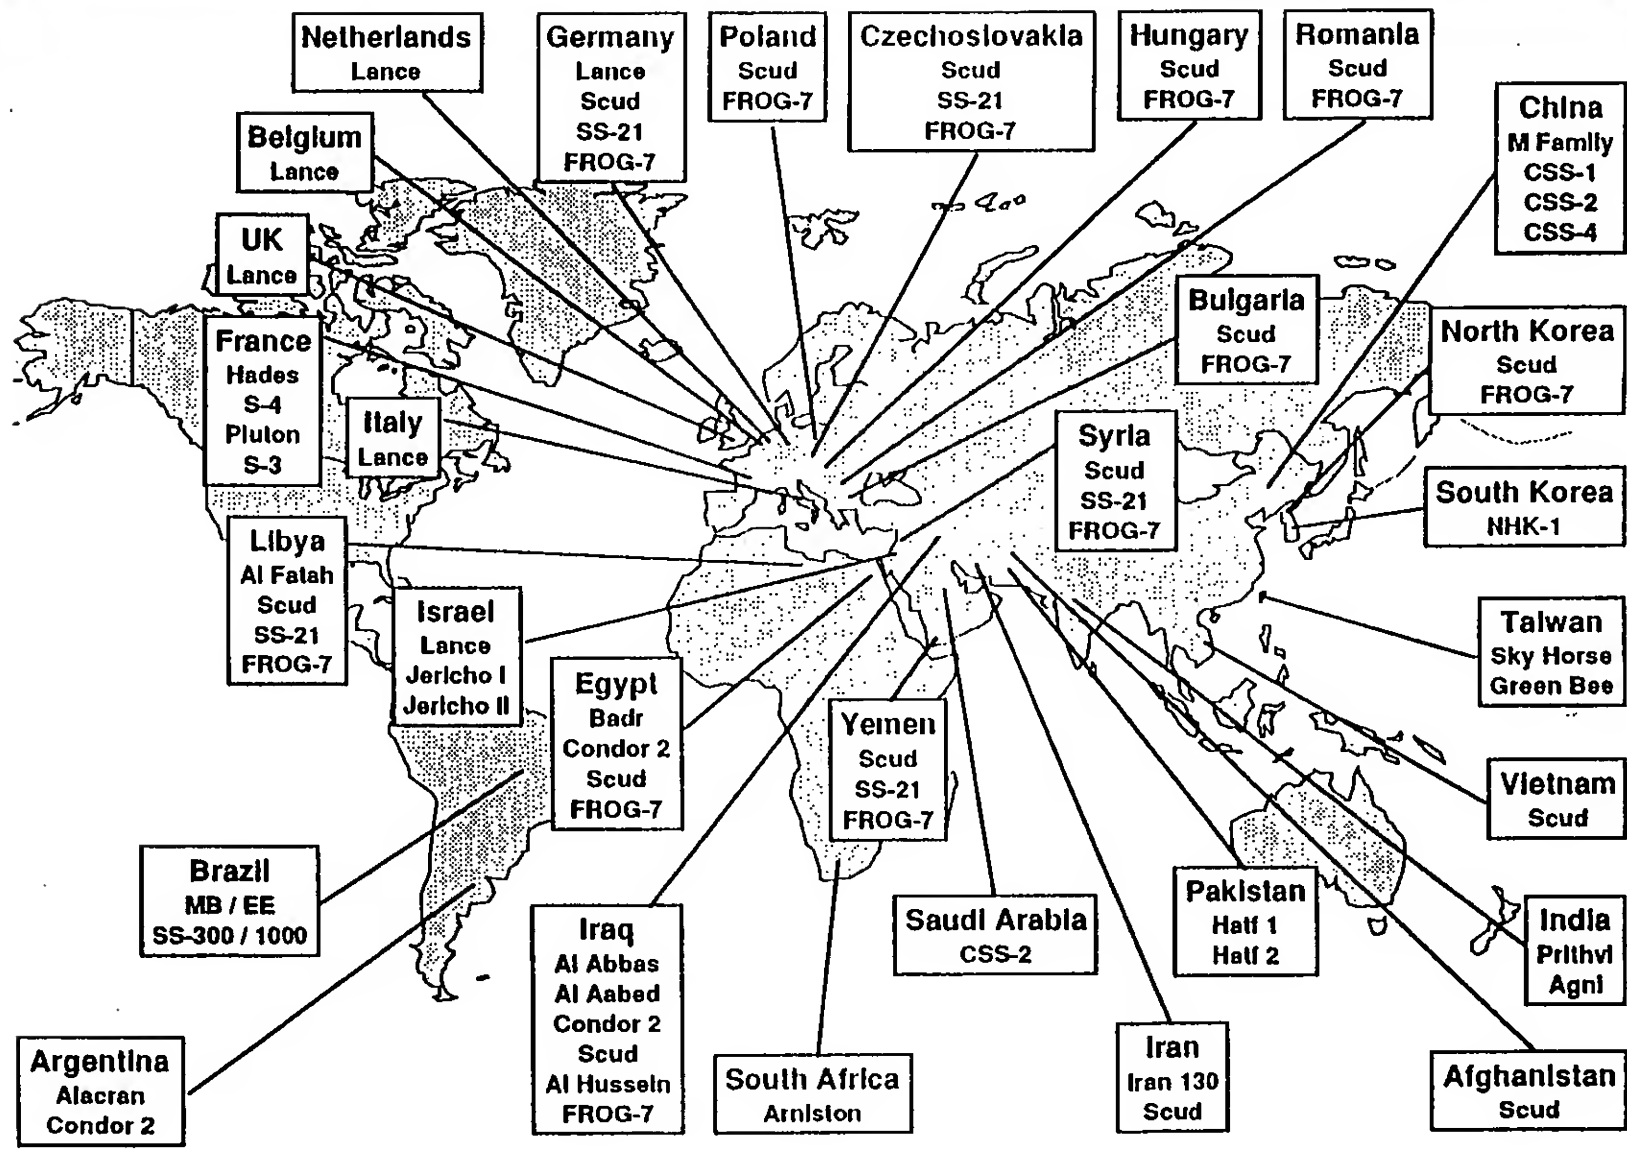 Netherlands
Lance
Germany
Lance
Scud
SS-21
FROG-7
Poland
Scud
FROG-7
Czechoslovakia
Scud
SS-21
FROG-7
Hungary
Scud
FROG-7
Romania
Scud
FROG-7
China
M Family
CSS-1
CSS-2
CSS-4
Belgium
Lance
UK
Lance
France
Hades
S-4
Pluton
S-3
Italy
Lance
Bulgaria
Scud
FROG-7
North Korea
Scud
FROG-7
Syria
Scud
SS-21
FROG-7
South Korea
NHK-1
Libya
Al Fatah
Scud
SS-21
FROG-7
Israel
Lance
Jericho I
Jericho II
Egypt
Badr
Condor 2
Scud
FROG-7
Yemen
Scud
SS-21
FROG-7
Taiwan
Sky Horse
Green Bee
Vietnam
Scud
Brazil
MB / EE
SS-300 / 1000
Iraq
Al Abbas
Al Aabed
Condor 2
Scud
Al Hussein
FROG-7
Saudi Arabia
CSS-2
Pakistan
Hatf 1
Hatf 2
India
Prithvi
Agni
Argentina
Alacran
Condor 2
South Africa
Arniston
Iran
Iran 130
Scud
Afghanistan
Scud